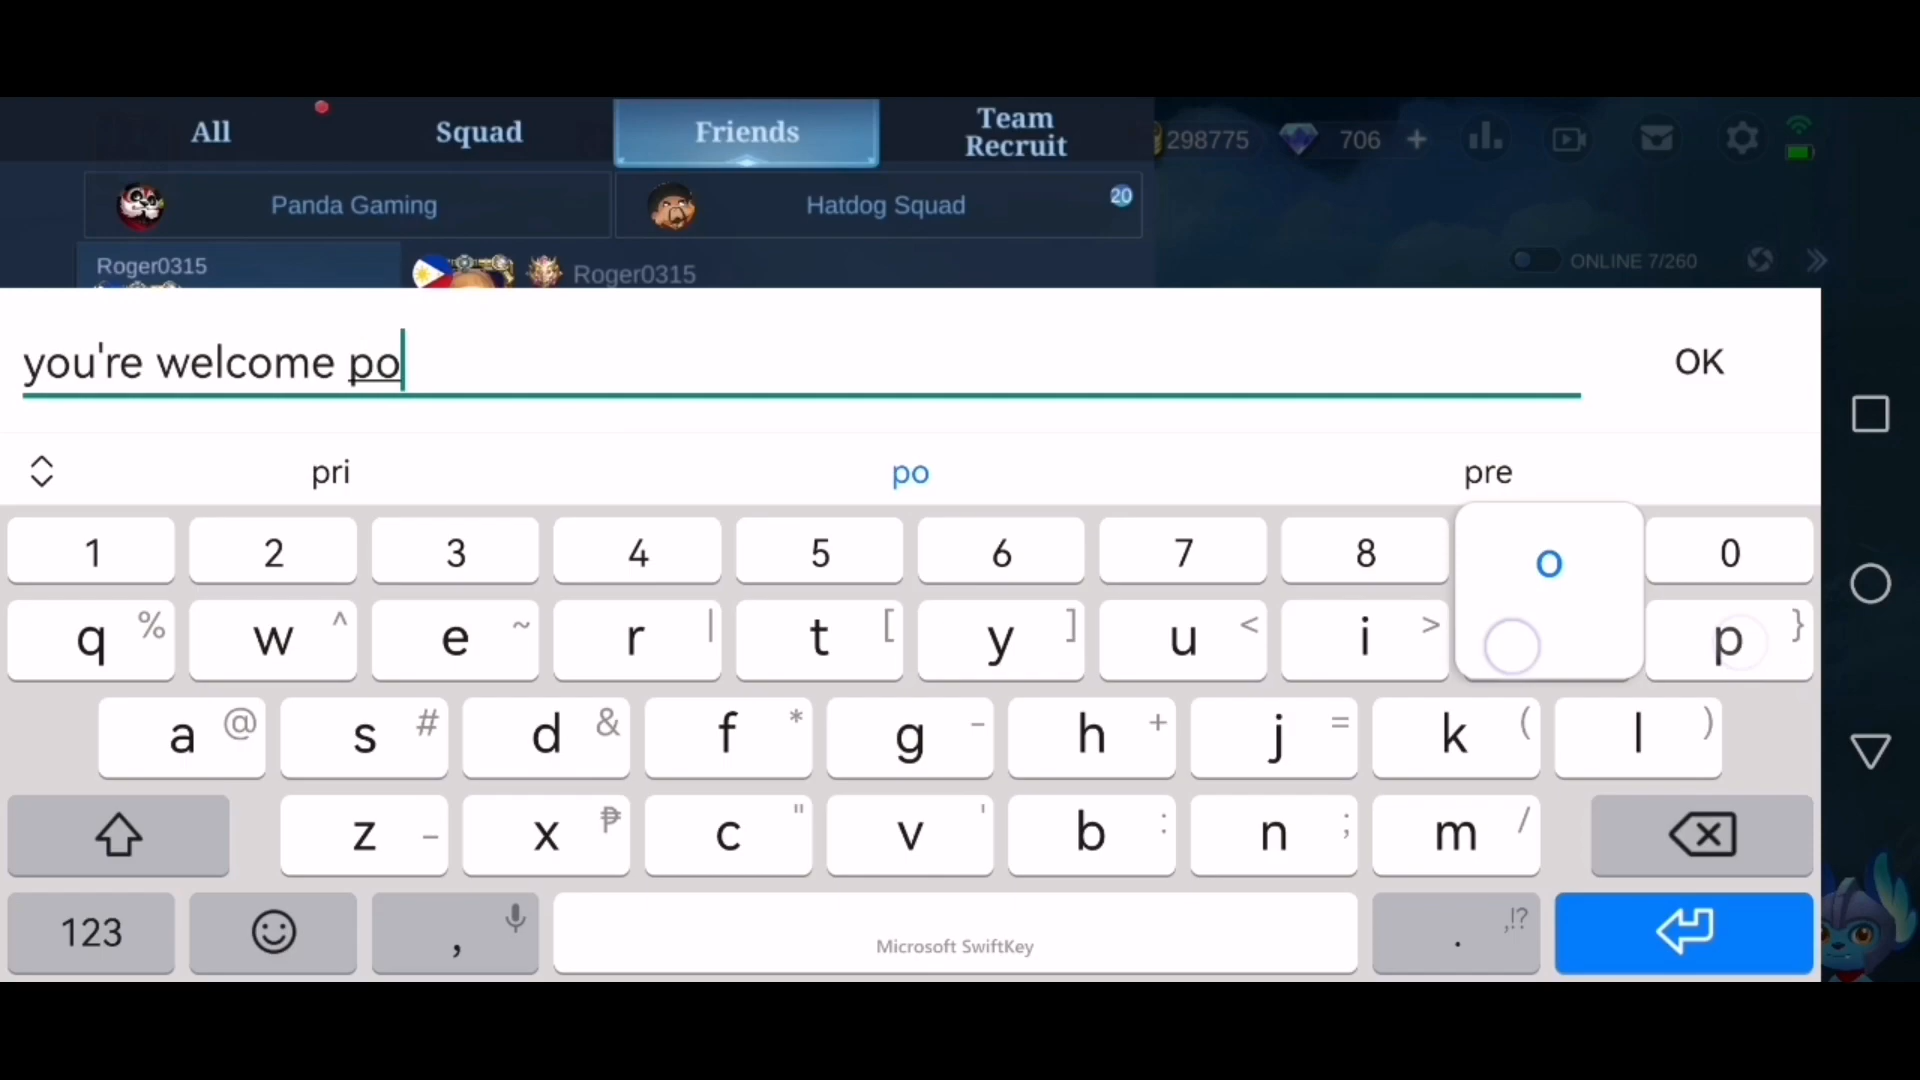 All Squad Friends Team Recruit
298775 706 +
Panda Gaming Hatdog Squad 20
Roger0315 Roger0315
ONLINE 7/260
you're welcome po OK
pri po pre
1 2 3 4 5 6 7 8 o 0
q % w ^ e ~ r | t [ y ] u < i > p }
a @ s # d & f * g - h + j = k ( l )
z _ x ₱ c " v ' b : n ; m /
123 , Microsoft SwiftKey . ,!?